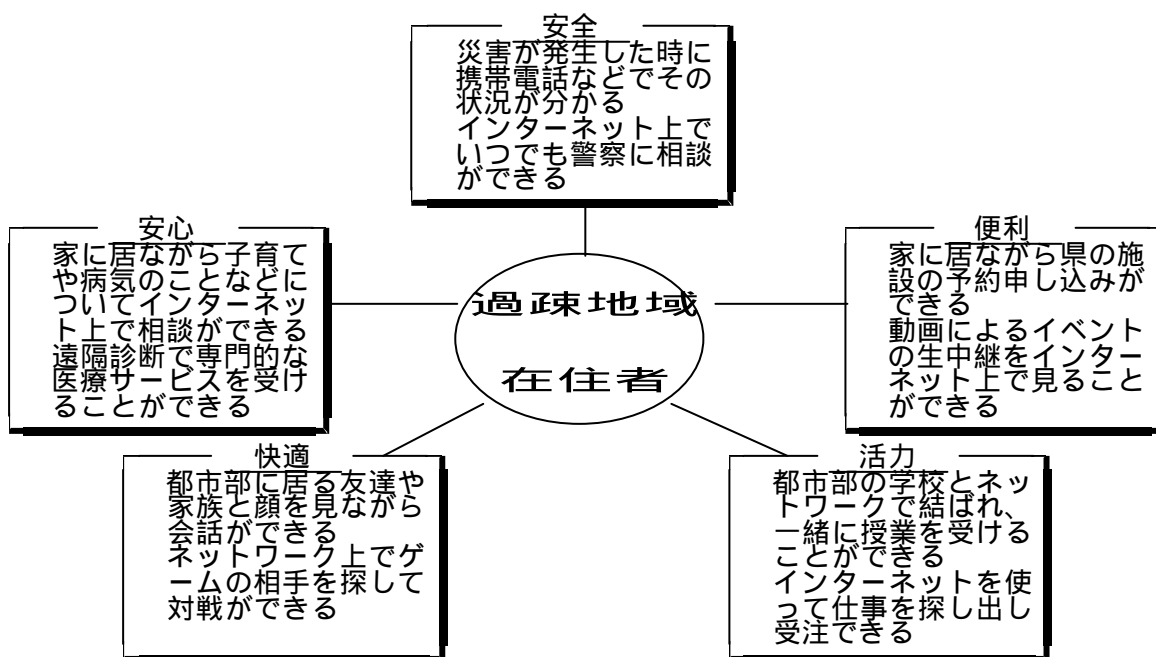 安全
災害が発生した時に
携帯電話などでその
状況が分かる
インターネット上で
いつでも警察に相談
ができる
安心
家に居ながら子育て
や病気のことなどに
ついてインターネッ
ト上で相談ができる
遠隔診断で専門的な
医療サービスを受け
ることができる
過疎地域
在住者
便利
家に居ながら県の施
設の予約申し込みが
できる
動画によるイベント
の生中継をインター
ネット上で見ること
ができる
快適
都市部に居る友達や
家族と顔を見ながら
会話ができる
ネットワーク上でゲ
ームの相手を探して
対戦ができる
活力
都市部の学校とネッ
トワークで結ばれ、
一緒に授業を受ける
ことができる
インターネットを使
って仕事を探し出し
受注できる